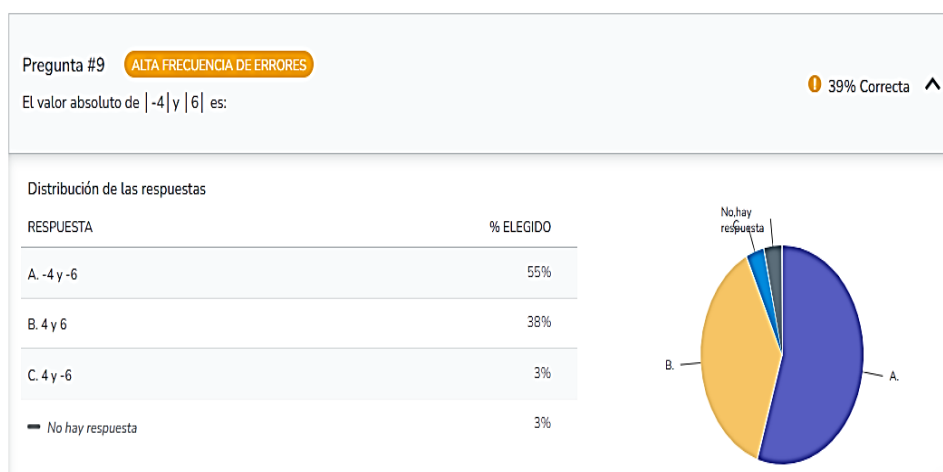 Pregunta #9 ALTA FRECUENCIA DE ERRORES
39% Correcta
El valor absoluto de |-4| y |6| es:
Distribución de las respuestas
RESPUESTA % ELEGIDO
A. -4 y -6 55%
B. 4 y 6 38%
C. 4 y -6 3%
No hay respuesta 3%
No hay
respuesta
C.
B.
A.